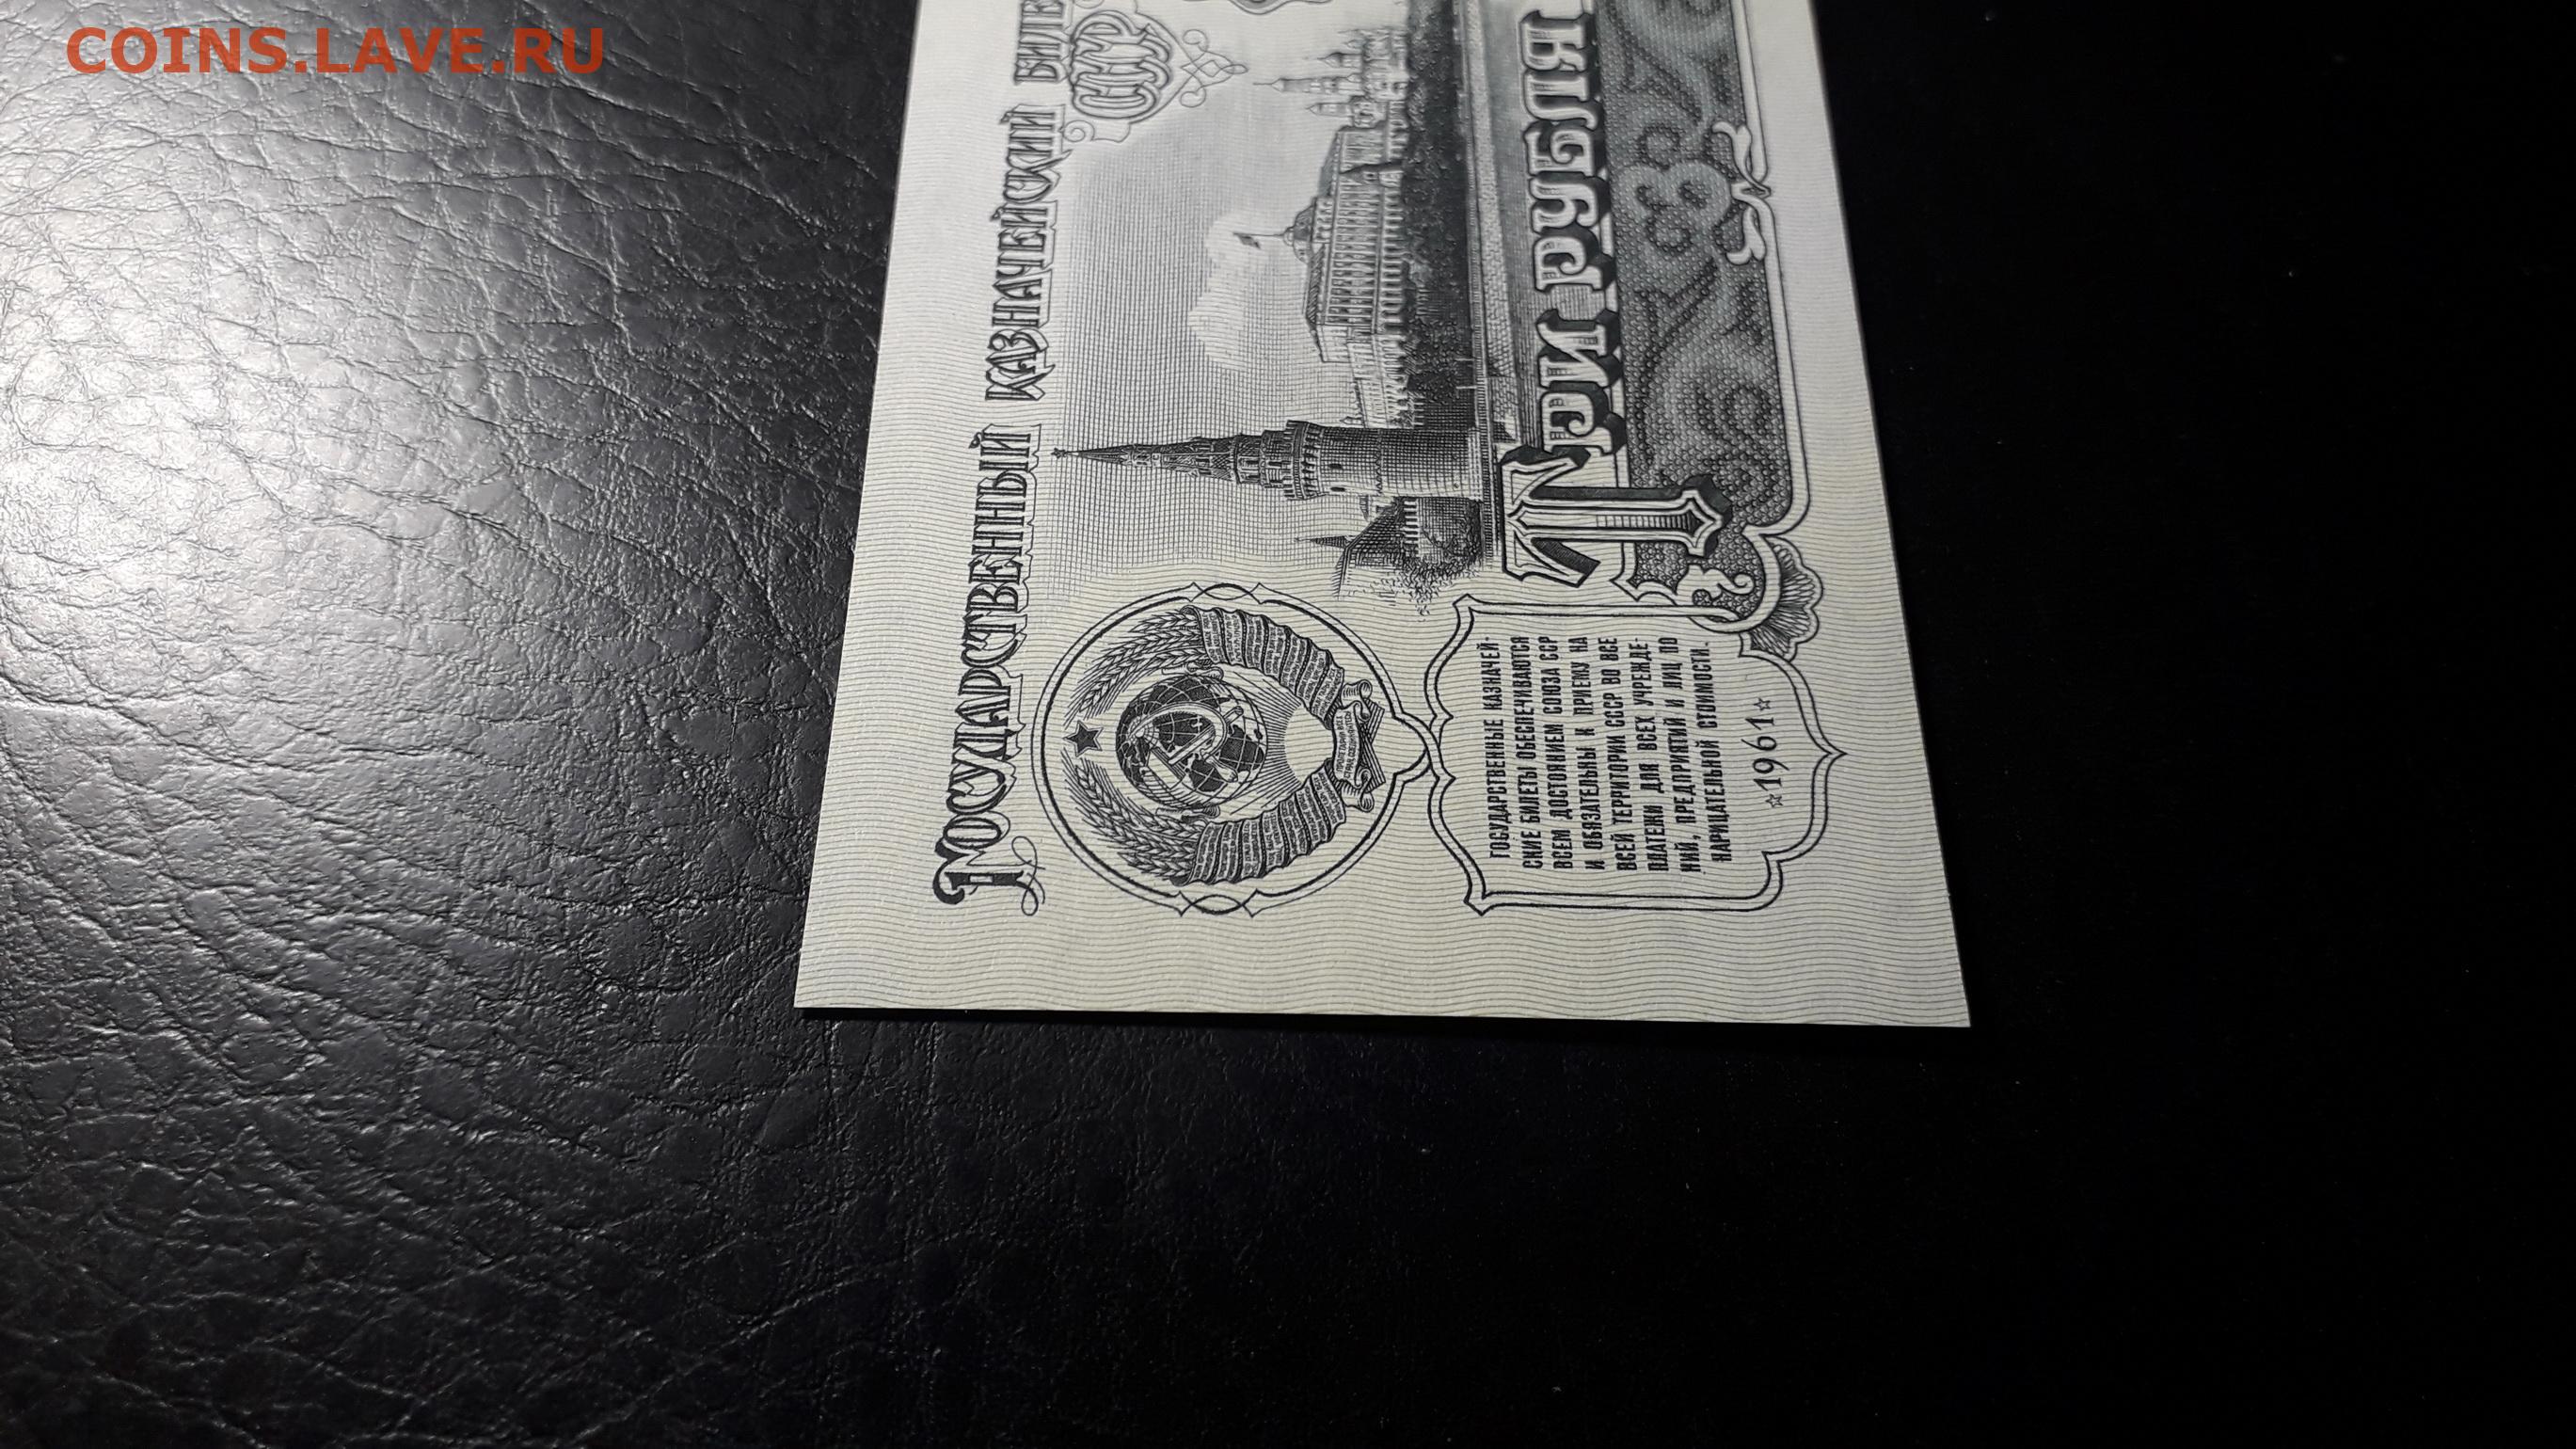 COINS.LAVE.RU
ГОСУДАРСТВЕННЫЙ КАЗНАЧЕЙСКИЙ БИЛЕ
СССР
ТРИ РУБЛЯ
ГОСУДАРСТВЕННЫЕ КАЗНАЧЕЙ-
СКИЕ БИЛЕТЫ ОБЕСПЕЧИВАЮТСЯ
ВСЕМ ДОСТОЯНИЕМ СОЮЗА ССР
И ОБЯЗАТЕЛЬНЫ К ПРИЕМУ НА
ВСЕЙ ТЕРРИТОРИИ СССР ВО ВСЕ
ПЛАТЕЖИ ДЛЯ ВСЕХ УЧРЕЖДЕ-
НИЙ, ПРЕДПРИЯТИЙ И ЛИЦ ПО
НАРИЦАТЕЛЬНОЙ СТОИМОСТИ.
☆1961☆